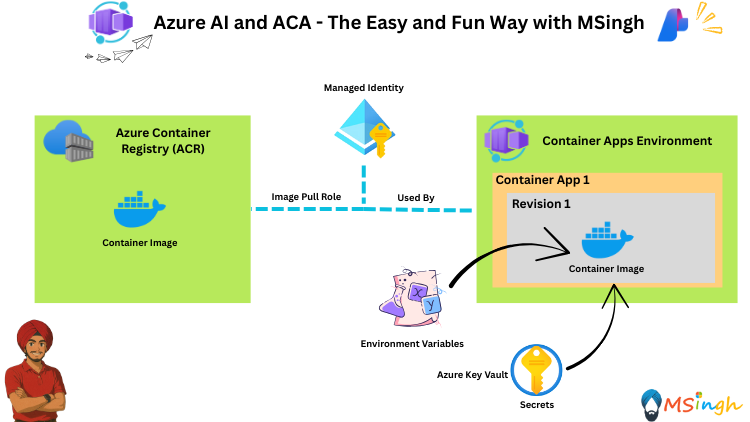 Azure AI and ACA - The Easy and Fun Way with MSingh
Managed Identity
Azure Container
Registry (ACR)
Container Image
Image Pull Role
Used By
Container Apps Environment
Container App 1
Revision 1
Container Image
x
y
Environment Variables
Azure Key Vault
Secrets
MSingh